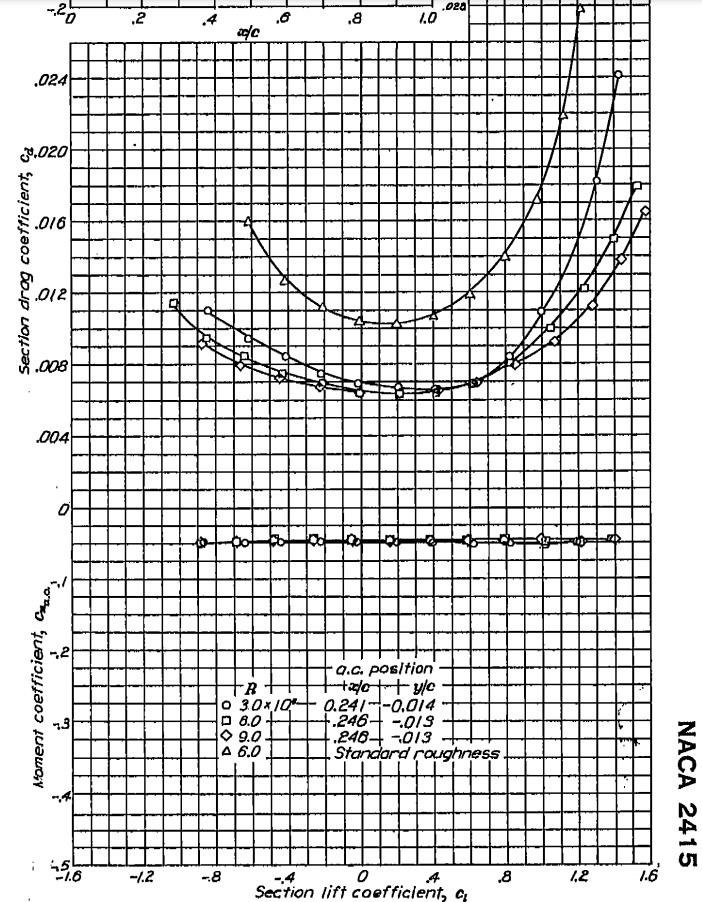 -.2 0 .2 .4 .6 .8 1.0 .028
x/c
.024
.020
.016
.012
.008
.004
0
-.1
-.2
-.3
-.4
-.5
Section drag coefficient, c_d
Moment coefficient, c_m a.c.
a.c. position
R x/c y/c
○ 3.0×10⁶ 0.241 -0.014
□ 6.0 .246 -.013
◇ 9.0 .246 -.013
△ 6.0 Standard roughness
-1.6 -1.2 -.8 -.4 0 .4 .8 1.2 1.6
Section lift coefficient, c_l
NACA 2415